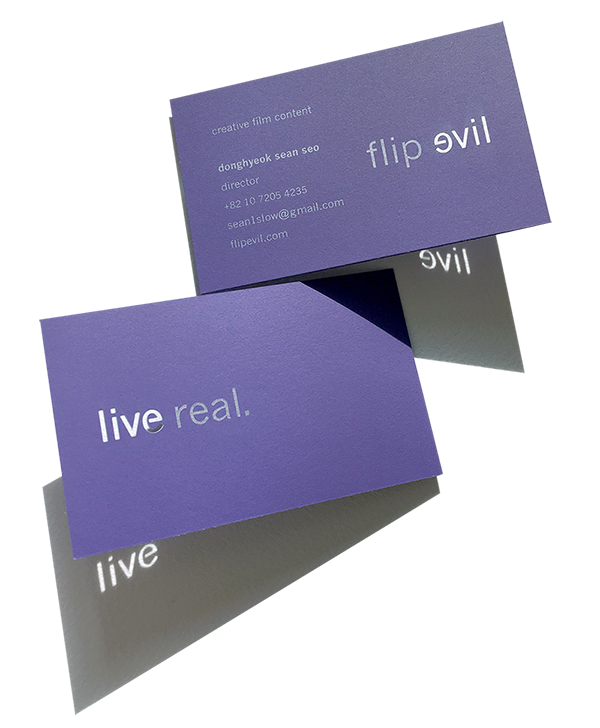 creative film content
donghyeok sean seo
director
+82 10 7205 4235
sean1slow@gmail.com
flipevil.com
flip evil
evil
live real.
live